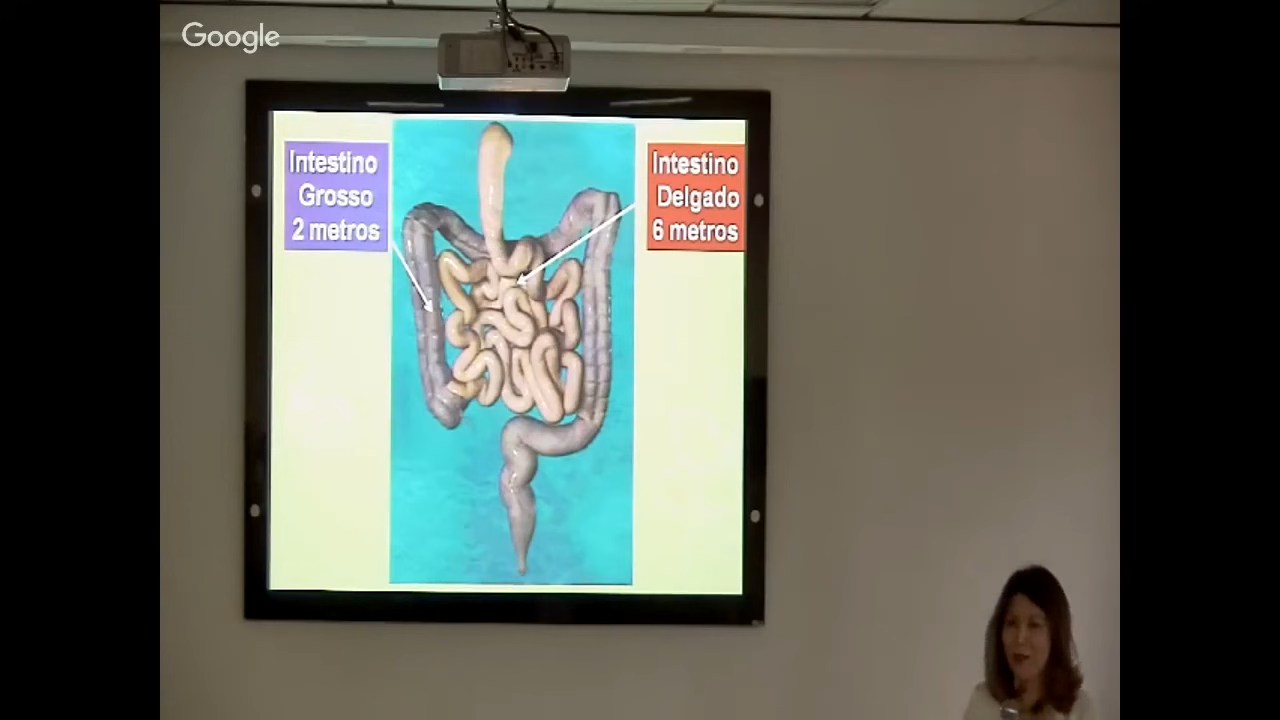 Google
Intestino
Grosso
2 metros
Intestino
Delgado
6 metros